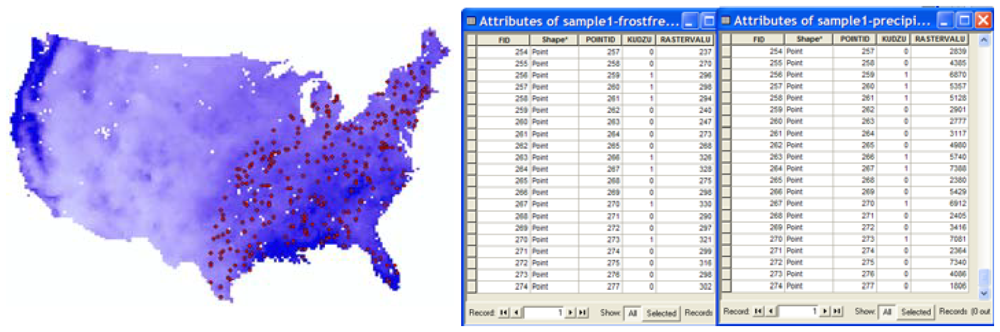 Attributes of sample1-frostfre...
FID Shape* POINTID KUDZU RASTERVALU
254 Point 257 0 237
255 Point 258 0 270
256 Point 259 1 296
257 Point 260 1 298
258 Point 261 1 294
259 Point 262 0 240
260 Point 263 0 247
261 Point 264 0 273
262 Point 265 0 268
263 Point 266 1 326
264 Point 267 1 328
265 Point 268 0 275
266 Point 269 0 298
267 Point 270 1 330
268 Point 271 0 290
269 Point 272 0 297
270 Point 273 1 321
271 Point 274 0 299
272 Point 275 0 316
273 Point 276 0 298
274 Point 277 0 302
Record: 1 Show: All Selected Records
Attributes of sample1-precipi...
FID Shape* POINTID KUDZU RASTERVALU
254 Point 257 0 2839
255 Point 258 0 4385
256 Point 259 1 6870
257 Point 260 1 5357
258 Point 261 1 5128
259 Point 262 0 2901
260 Point 263 0 2777
261 Point 264 0 3117
262 Point 265 0 4980
263 Point 266 1 5740
264 Point 267 1 7388
265 Point 268 0 2380
266 Point 269 0 5429
267 Point 270 1 6912
268 Point 271 0 2405
269 Point 272 0 3416
270 Point 273 1 7081
271 Point 274 0 2364
272 Point 275 0 7340
273 Point 276 0 4086
274 Point 277 0 1806
Record: 1 Show: All Selected Records (0 out